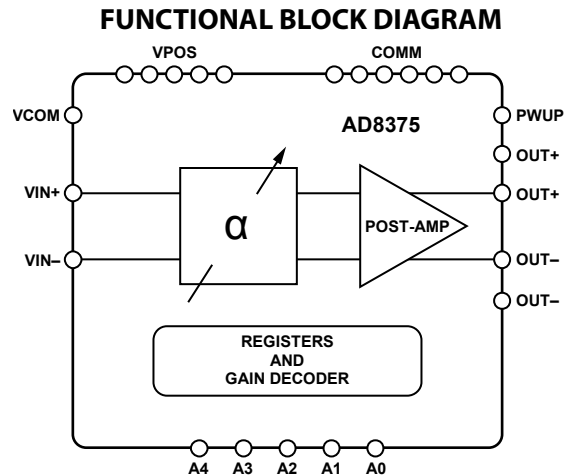 FUNCTIONAL BLOCK DIAGRAM
VPOS COMM
VCOM
AD8375
PWUP
OUT+
VIN+
α
POST-AMP
OUT+
VIN–
OUT–
OUT–
REGISTERS
AND
GAIN DECODER
A4 A3 A2 A1 A0